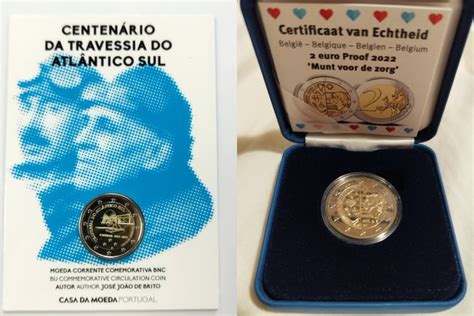 CENTENÁRIO
DA TRAVESSIA DO
ATLÂNTICO SUL
MOEDA CORRENTE COMEMORATIVA BNC
BU COMMEMORATIVE CIRCULATION COIN
AUTOR AUTHOR JOSÉ JOÃO DE BRITO
CASA DA MOEDA PORTUGAL
Certificaat van Echtheid
België - Belgique - Belgien - Belgium
2 euro Proof 2022
'Munt voor de zorg'